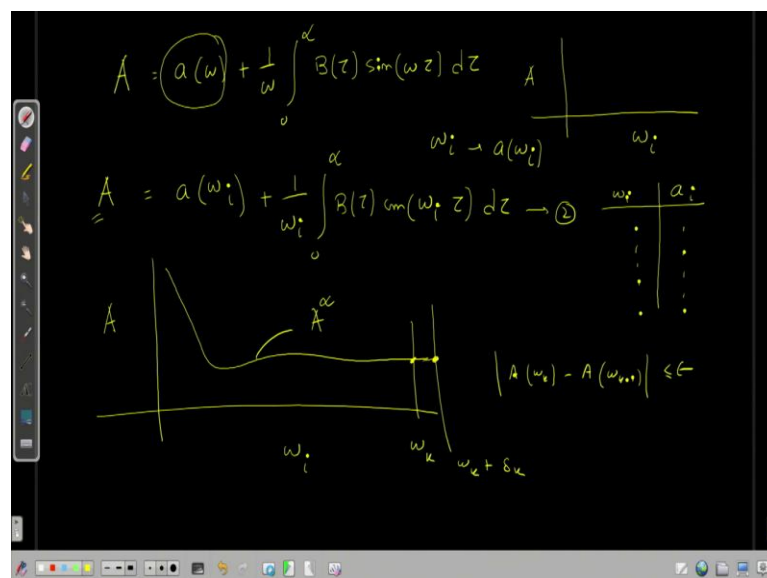 A = a(ω) + 1/ω ∫₀^α B(τ) sin(ω τ) dτ
A
ωi
ωi → a(ωi)
A = a(ωi) + 1/ωi ∫₀^α B(τ) sin(ωi τ) dτ → ②
ωi ai
A
A^α
|A(ωk) - A(ωk+1)| ≤ ϵ
ωi
ωk
ωk + δk